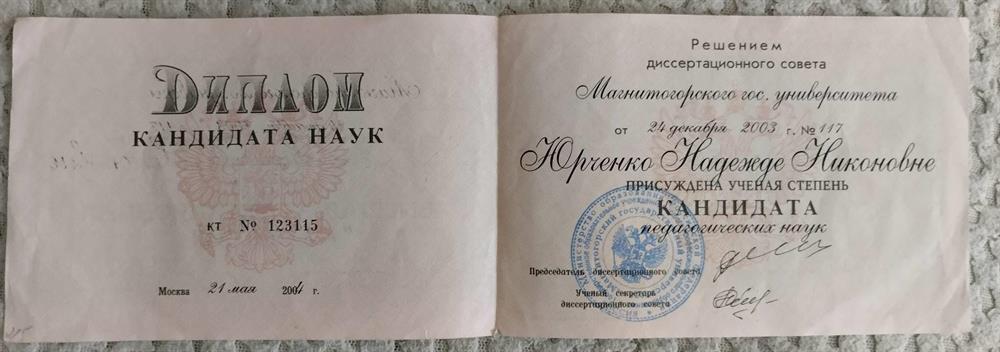 ДИПЛОМ
КАНДИДАТА НАУК
КТ № 123115
Москва 21 мая 2004 г.
Решением
диссертационного совета
Магнитогорского гос. университета
от 24 декабря 2003 г. № 117
Юрченко Надежде Никоновне
ПРИСУЖДЕНА УЧЕНАЯ СТЕПЕНЬ
КАНДИДАТА
педагогических наук
Председатель диссертационного совета
Ученый секретарь
диссертационного совета